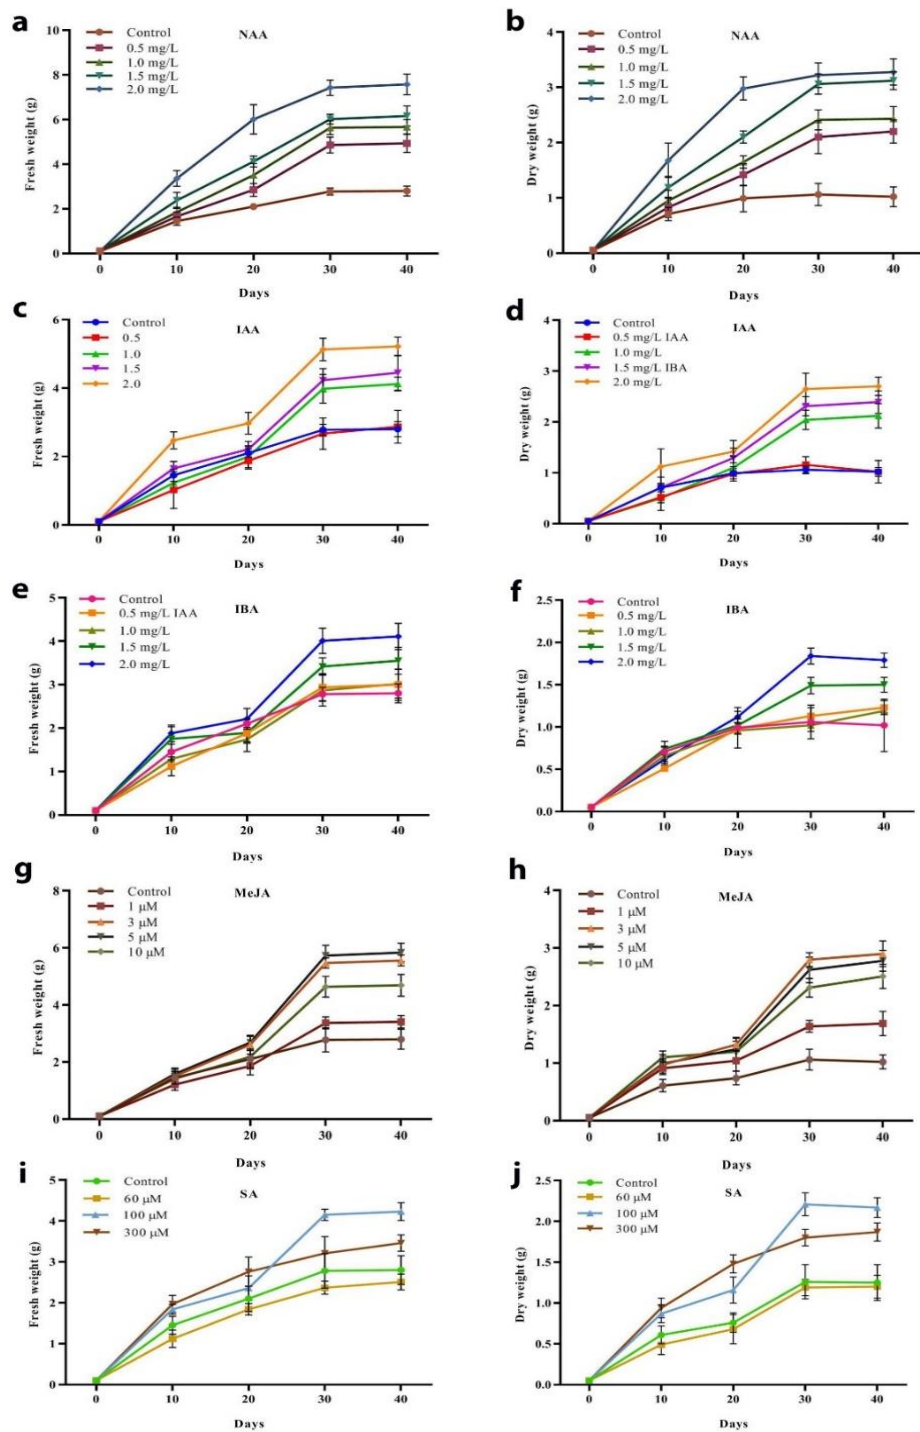 a
NAA
Control
0.5 mg/L
1.0 mg/L
1.5 mg/L
2.0 mg/L
Fresh weight (g)
10
8
6
4
2
0
0 10 20 30 40
Days
b
NAA
Control
0.5 mg/L
1.0 mg/L
1.5 mg/L
2.0 mg/L
Dry weight (g)
4
3
2
1
0
0 10 20 30 40
Days
c
IAA
Control
0.5
1.0
1.5
2.0
Fresh weight (g)
6
4
2
0
0 10 20 30 40
Days
d
IAA
Control
0.5 mg/L IAA
1.0 mg/L
1.5 mg/L IBA
2.0 mg/L
Dry weight (g)
4
3
2
1
0
0 10 20 30 40
Days
e
IBA
Control
0.5 mg/L IAA
1.0 mg/L
1.5 mg/L
2.0 mg/L
Fresh weight (g)
5
4
3
2
1
0
0 10 20 30 40
Days
f
IBA
Control
0.5 mg/L
1.0 mg/L
1.5 mg/L
2.0 mg/L
Dry weight (g)
2.5
2.0
1.5
1.0
0.5
0.0
0 10 20 30 40
Days
g
MeJA
Control
1 µM
3 µM
5 µM
10 µM
Fresh weight (g)
8
6
4
2
0
0 10 20 30 40
Days
h
MeJA
Control
1 µM
3 µM
5 µM
10 µM
Dry weight (g)
4
3
2
1
0
0 10 20 30 40
Days
i
SA
Control
60 µM
100 µM
300 µM
Fresh weight (g)
5
4
3
2
1
0
0 10 20 30 40
Days
j
SA
Control
60 µM
100 µM
300 µM
Dry weight (g)
2.5
2.0
1.5
1.0
0.5
0.0
0 10 20 30 40
Days